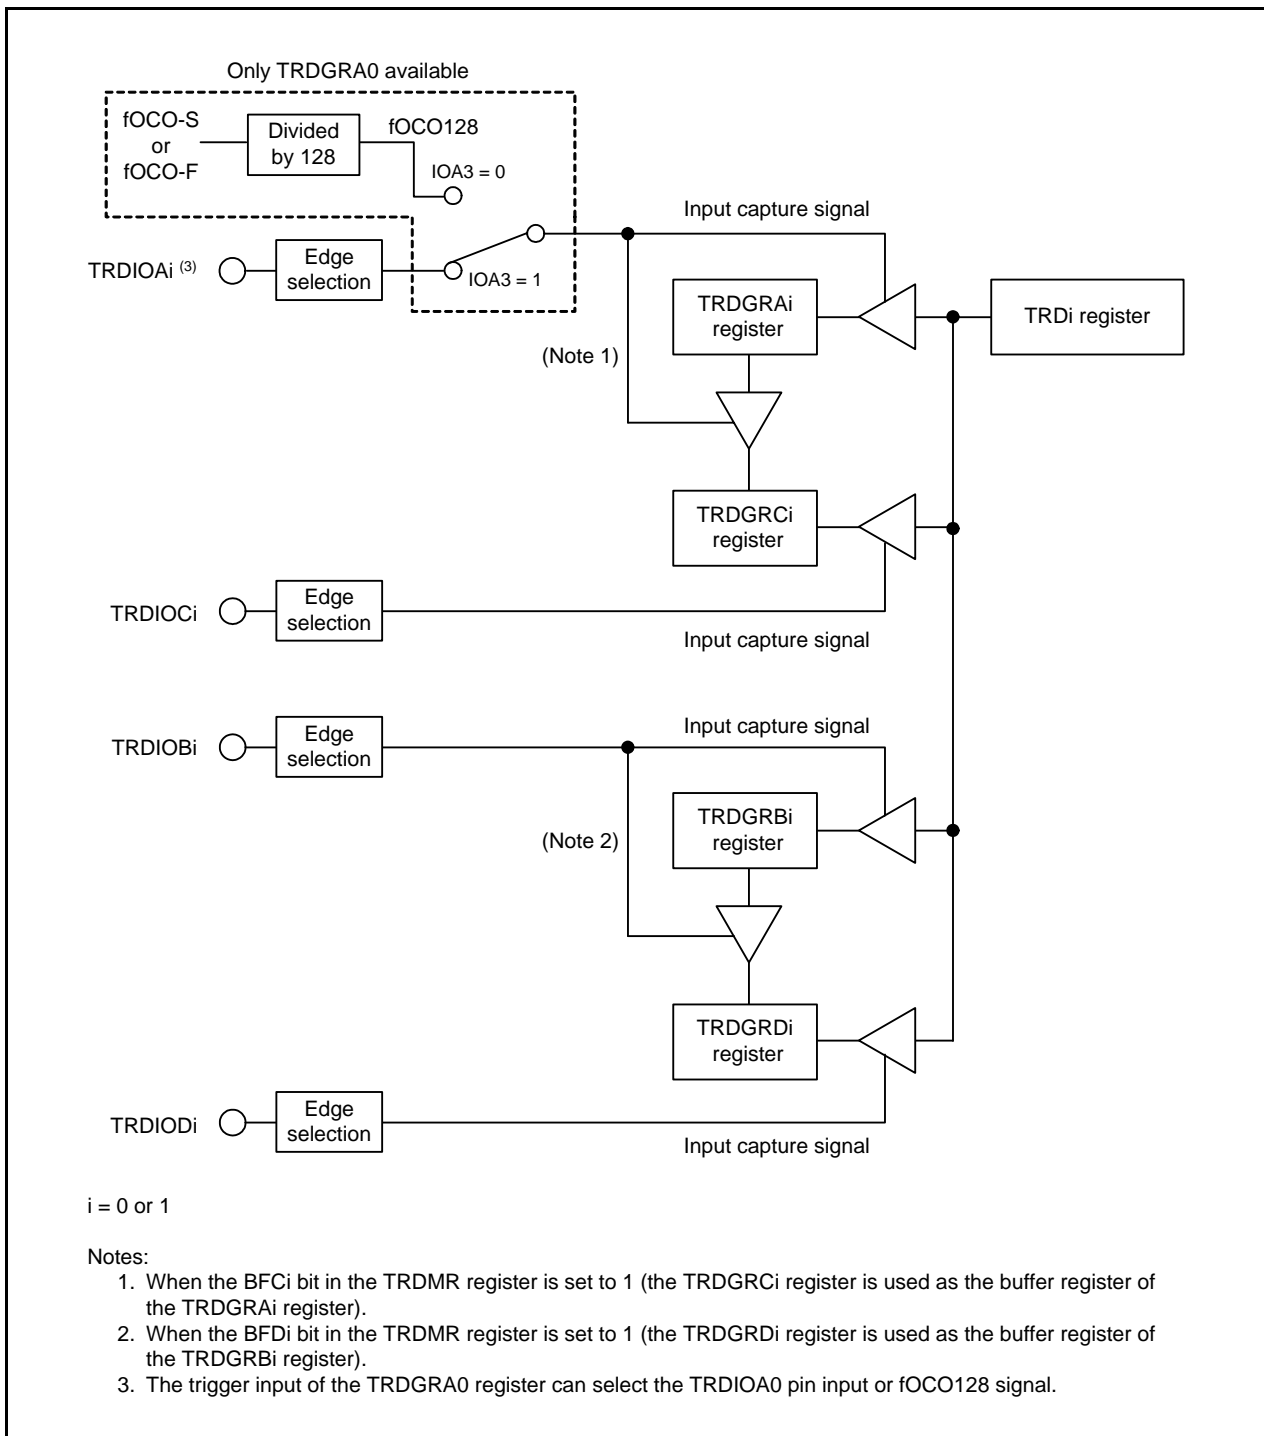 Only TRDGRA0 available
fOCO-S
or
fOCO-F
Divided
by 128
fOCO128
IOA3 = 0
Input capture signal
TRDIOAi (3)
Edge
selection
IOA3 = 1
TRDGRAi
register
TRDi register
(Note 1)
TRDGRCi
register
TRDIOCi
Edge
selection
Input capture signal
TRDIOBi
Edge
selection
Input capture signal
TRDGRBi
register
(Note 2)
TRDGRDi
register
TRDIODi
Edge
selection
Input capture signal
i = 0 or 1
Notes:
1. When the BFCi bit in the TRDMR register is set to 1 (the TRDGRCi register is used as the buffer register of
the TRDGRAi register).
2. When the BFDi bit in the TRDMR register is set to 1 (the TRDGRDi register is used as the buffer register of
the TRDGRBi register).
3. The trigger input of the TRDGRA0 register can select the TRDIOA0 pin input or fOCO128 signal.